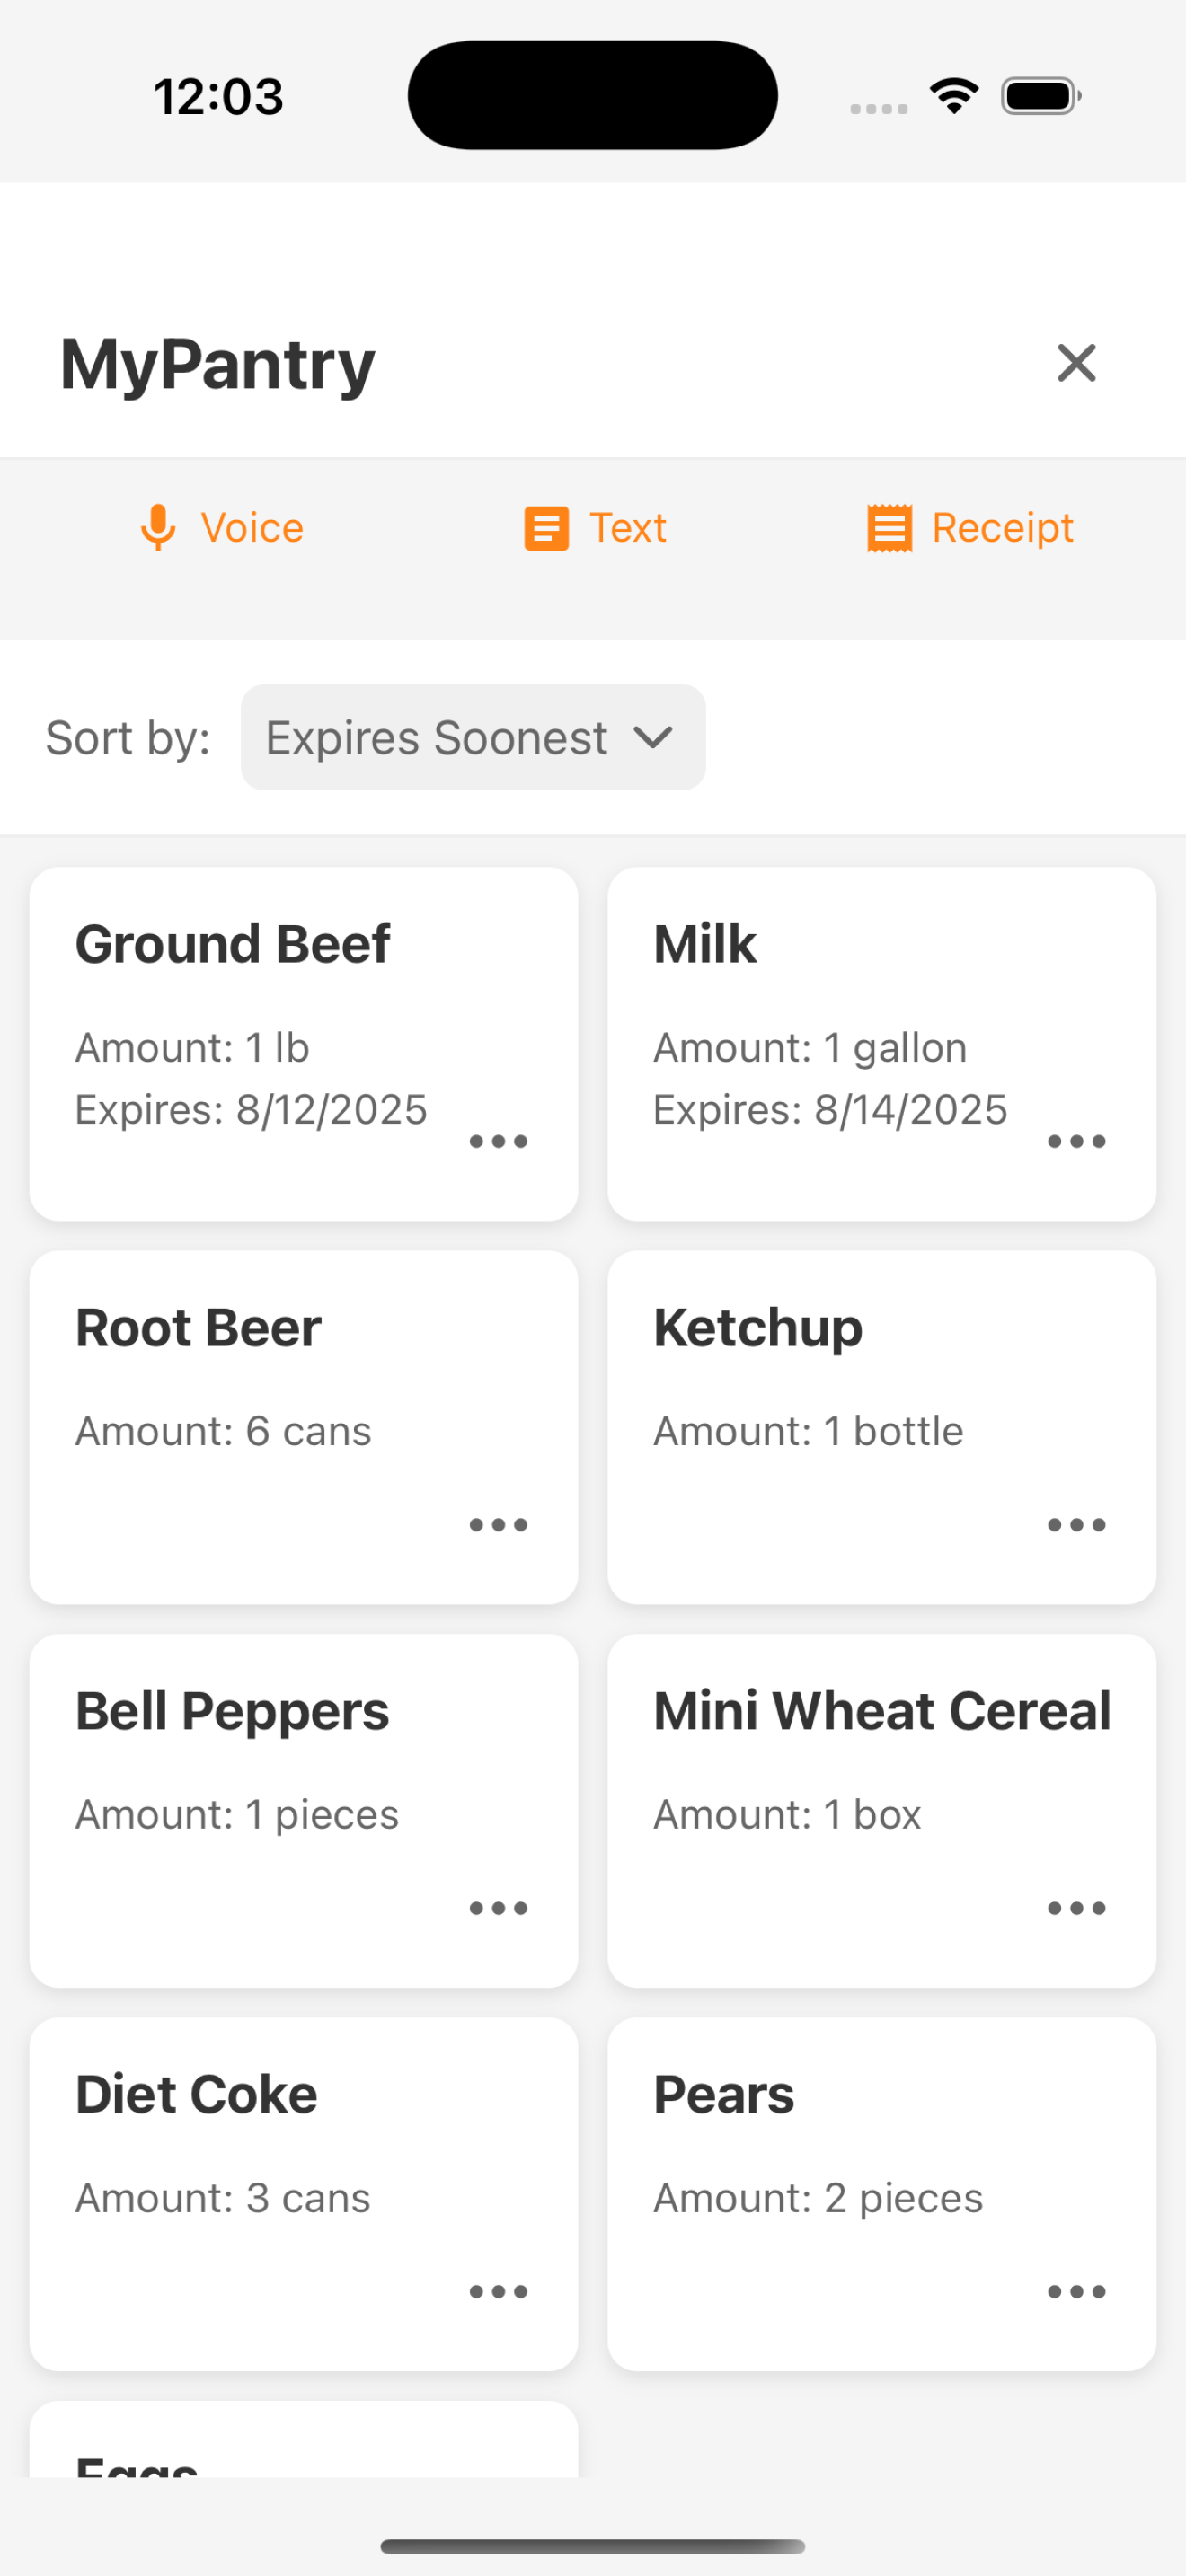 12:03
MyPantry
Voice Text Receipt
Sort by: Expires Soonest
Ground Beef
Amount: 1 lb
Expires: 8/12/2025
Milk
Amount: 1 gallon
Expires: 8/14/2025
Root Beer
Amount: 6 cans
Ketchup
Amount: 1 bottle
Bell Peppers
Amount: 1 pieces
Mini Wheat Cereal
Amount: 1 box
Diet Coke
Amount: 3 cans
Pears
Amount: 2 pieces
Eggs